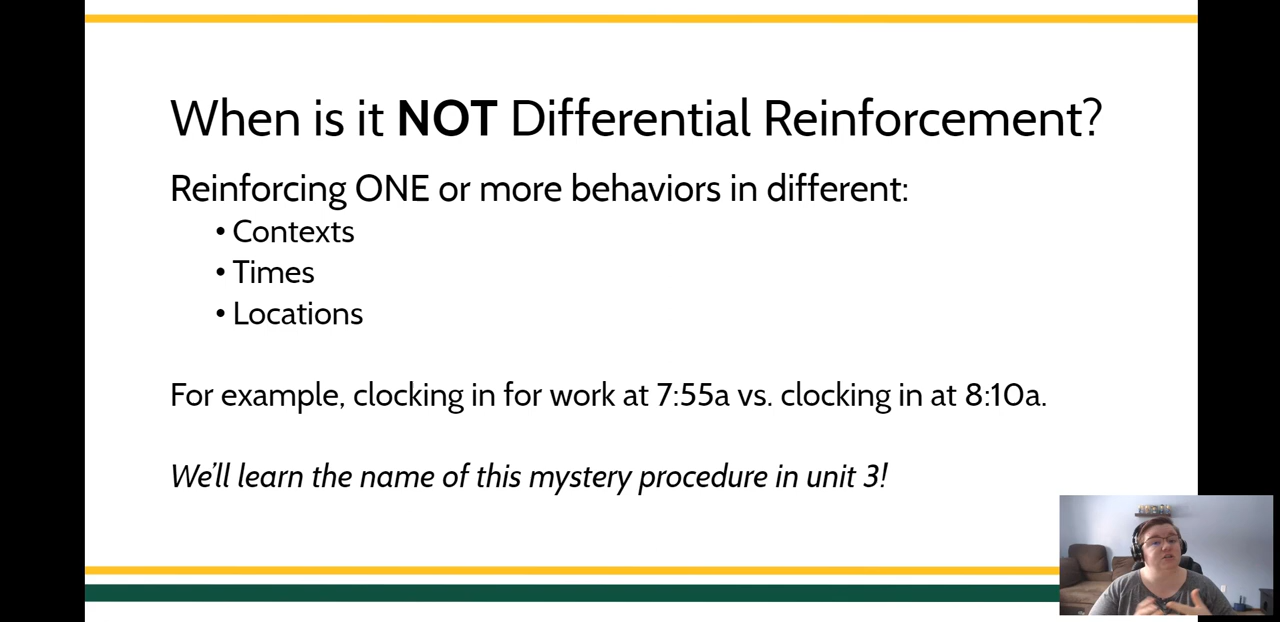 When is it NOT Differential Reinforcement?
Reinforcing ONE or more behaviors in different:
• Contexts
• Times
• Locations
For example, clocking in for work at 7:55a vs. clocking in at 8:10a.
We'll learn the name of this mystery procedure in unit 3!